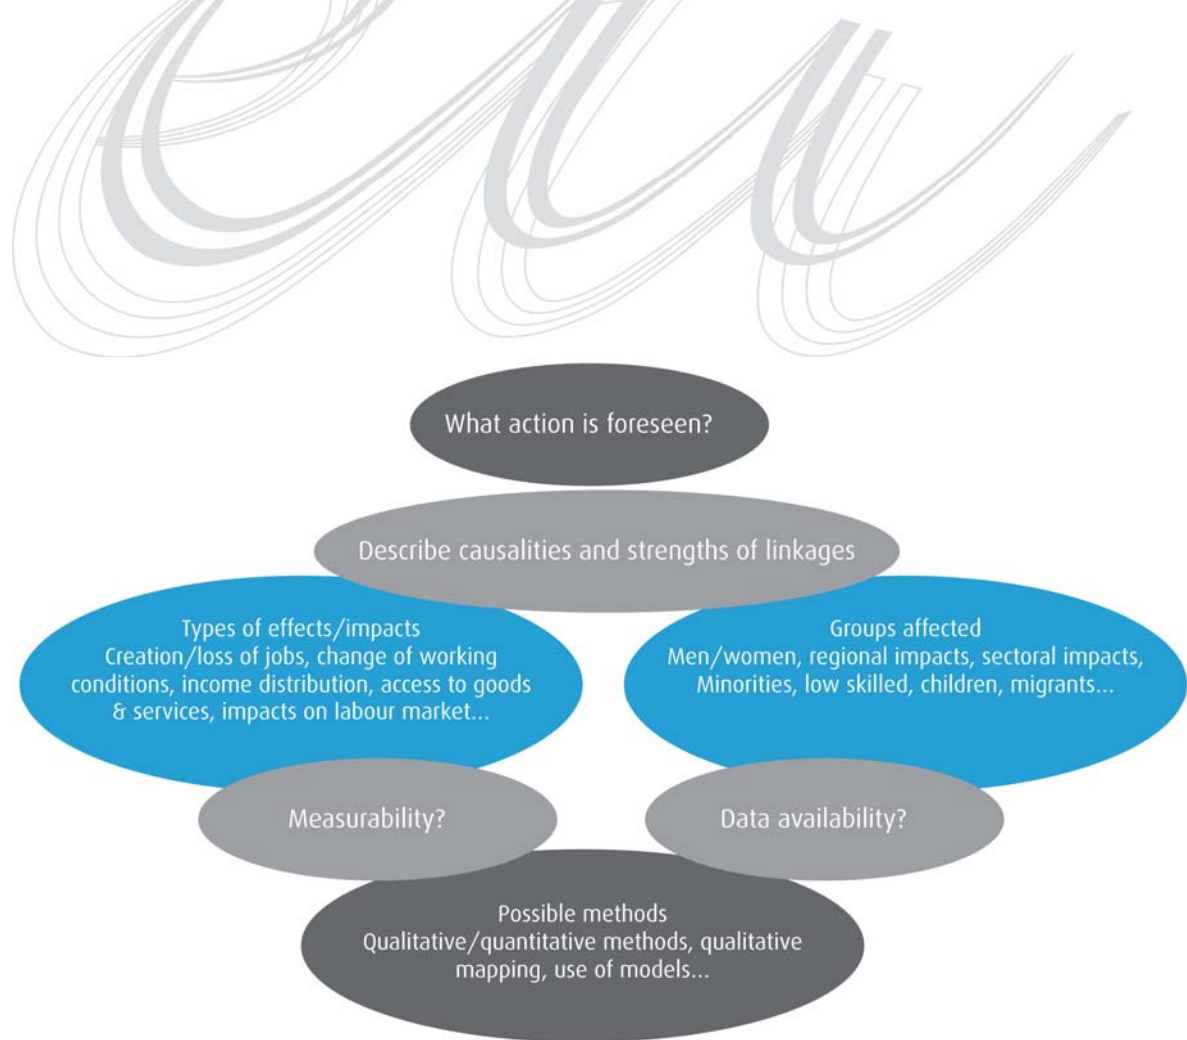 What action is foreseen?
Describe causalities and strengths of linkages
Types of effects/impacts
Creation/loss of jobs, change of working
conditions, income distribution, access to goods
& services, impacts on labour market...
Groups affected
Men/women, regional impacts, sectoral impacts,
Minorities, low skilled, children, migrants...
Measurability?
Data availability?
Possible methods
Qualitative/quantitative methods, qualitative
mapping, use of models...